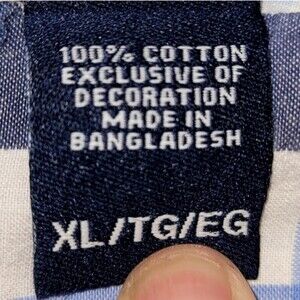 100% COTTON
EXCLUSIVE OF
DECORATION
MADE IN
BANGLADESH
XL/TG/EG